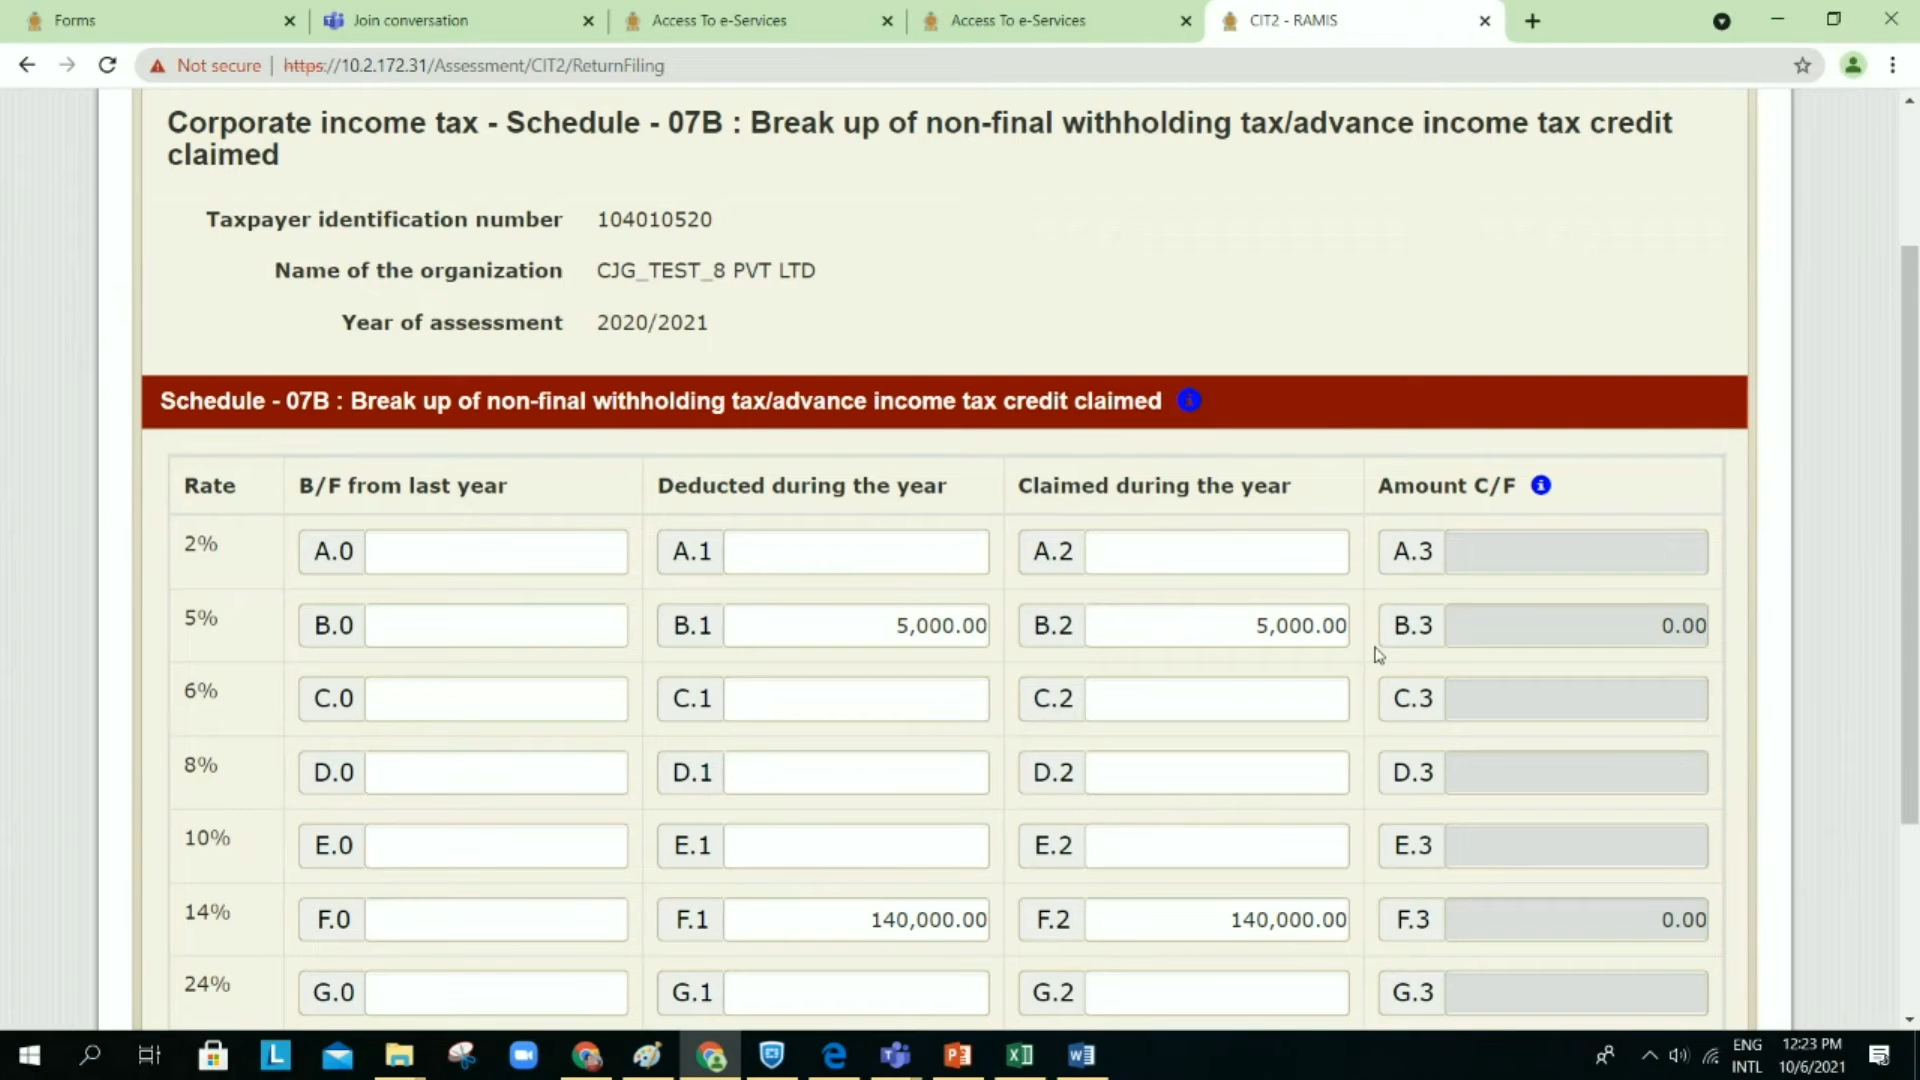 Forms
Join conversation
Access To e-Services
Access To e-Services
CIT2 - RAMIS
Not secure | https://10.2.172.31/Assessment/CIT2/ReturnFiling
Corporate income tax - Schedule - 07B : Break up of non-final withholding tax/advance income tax credit
claimed
Taxpayer identification number 104010520
Name of the organization CJG_TEST_8 PVT LTD
Year of assessment 2020/2021
Schedule - 07B : Break up of non-final withholding tax/advance income tax credit claimed
Rate B/F from last year Deducted during the year Claimed during the year Amount C/F
2% A.0 A.1 A.2 A.3
5% B.0 B.1 5,000.00 B.2 5,000.00 B.3 0.00
6% C.0 C.1 C.2 C.3
8% D.0 D.1 D.2 D.3
10% E.0 E.1 E.2 E.3
14% F.0 F.1 140,000.00 F.2 140,000.00 F.3 0.00
24% G.0 G.1 G.2 G.3
ENG 12:23 PM
INTL 10/6/2021